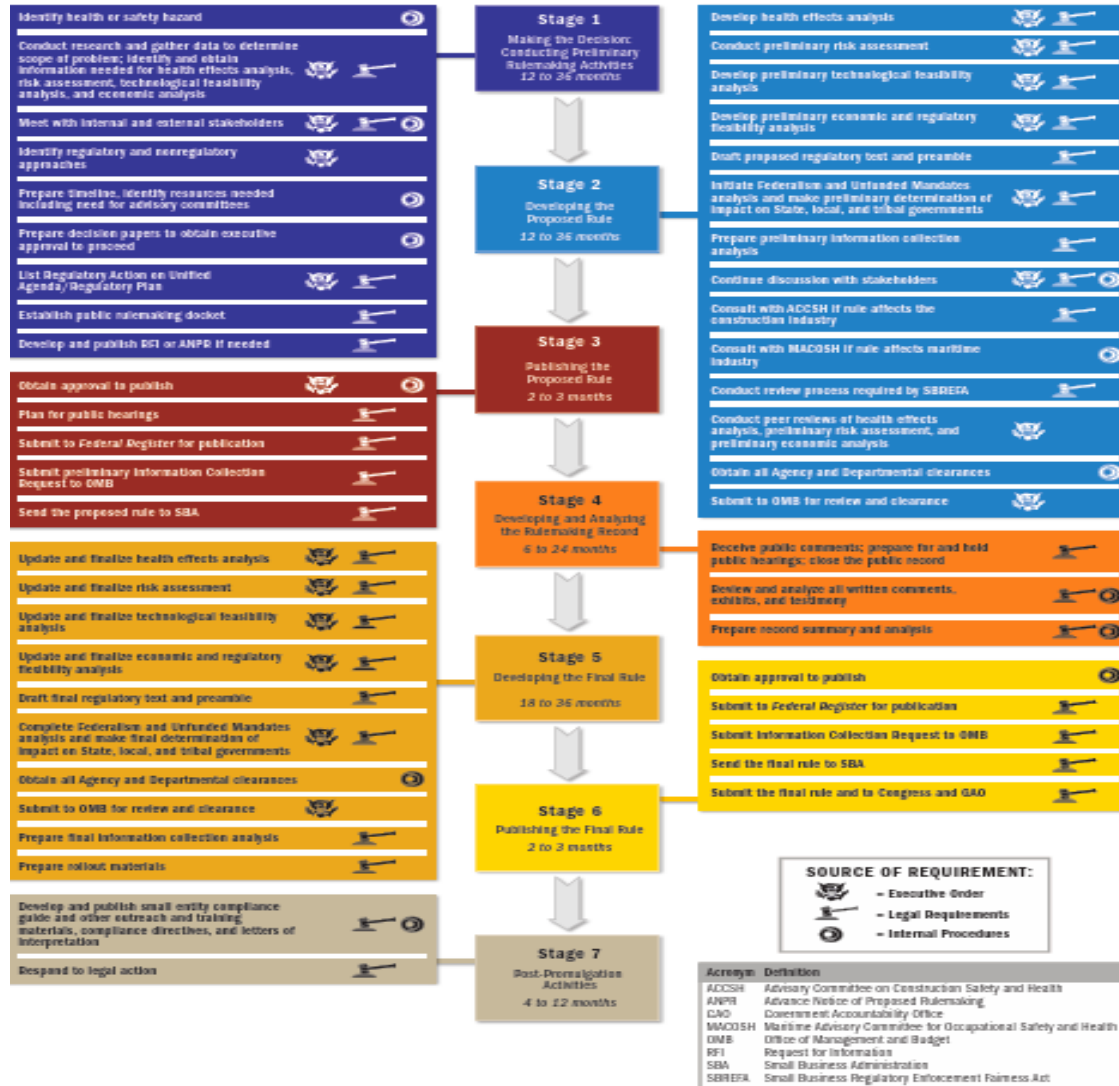 Identify health or safety hazard
Conduct research and gather data to determine
scope of problem; identify and obtain
information needed for health effects analysis,
risk assessment, technological feasibility
analysis, and economic analysis
Meet with internal and external stakeholders
Identify regulatory and nonregulatory
approaches
Prepare timeline, identify resources needed
including need for advisory committees
Prepare decision papers to obtain executive
approval to proceed
List Regulatory Action on Unified
Agenda/Regulatory Plan
Establish public rulemaking docket
Develop and publish RFI or ANPR if needed
Stage 1
Making the Decision:
Conducting Preliminary
Rulemaking Activities
12 to 36 months
Stage 2
Developing the
Proposed Rule
12 to 36 months
Develop health effects analysis
Conduct preliminary risk assessment
Develop preliminary technological feasibility
analysis
Develop preliminary economic and regulatory
flexibility analysis
Draft proposed regulatory text and preamble
Initiate Federalism and Unfunded Mandates
analysis and make preliminary determination of
impact on State, local, and tribal governments
Prepare preliminary information collection
analysis
Continue discussion with stakeholders
Consult with ACCSH if rule affects the
construction industry
Consult with MACOSH if rule affects maritime
industry
Conduct review process required by SBREFA
Conduct peer reviews of health effects
analysis, preliminary risk assessment, and
preliminary economic analysis
Obtain all Agency and Departmental clearances
Submit to OMB for review and clearance
Stage 3
Publishing the
Proposed Rule
2 to 3 months
Obtain approval to publish
Plan for public hearings
Submit to Federal Register for publication
Submit preliminary Information Collection
Request to OMB
Send the proposed rule to SBA
Stage 4
Developing and Analyzing
the Rulemaking Record
6 to 24 months
Receive public comments; prepare for and hold
public hearings; close the public record
Review and analyze all written comments,
exhibits, and testimony
Prepare record summary and analysis
Update and finalize health effects analysis
Update and finalize risk assessment
Update and finalize technological feasibility
analysis
Update and finalize economic and regulatory
flexibility analysis
Draft final regulatory text and preamble
Complete Federalism and Unfunded Mandates
analysis and make final determination of
impact on State, local, and tribal governments
Obtain all Agency and Departmental clearances
Submit to OMB for review and clearance
Prepare final information collection analysis
Prepare rollout materials
Stage 5
Developing the Final Rule
18 to 36 months
Stage 6
Publishing the Final Rule
2 to 3 months
Obtain approval to publish
Submit to Federal Register for publication
Submit Information Collection Request to OMB
Send the final rule to SBA
Submit the final rule and to Congress and GAO
Develop and publish small entity compliance
guide and other outreach and training
materials, compliance directives, and letters of
interpretation
Respond to legal action
Stage 7
Post-Promulgation
Activities
4 to 12 months
SOURCE OF REQUIREMENT:
= Executive Order
= Legal Requirements
= Internal Procedures
Acronym Definition
ACCSH Advisory Committee on Construction Safety and Health
ANPR Advance Notice of Proposed Rulemaking
GAO Government Accountability Office
MACOSH Maritime Advisory Committee for Occupational Safety and Health
OMB Office of Management and Budget
RFI Request for Information
SBA Small Business Administration
SBREFA Small Business Regulatory Enforcement Fairness Act